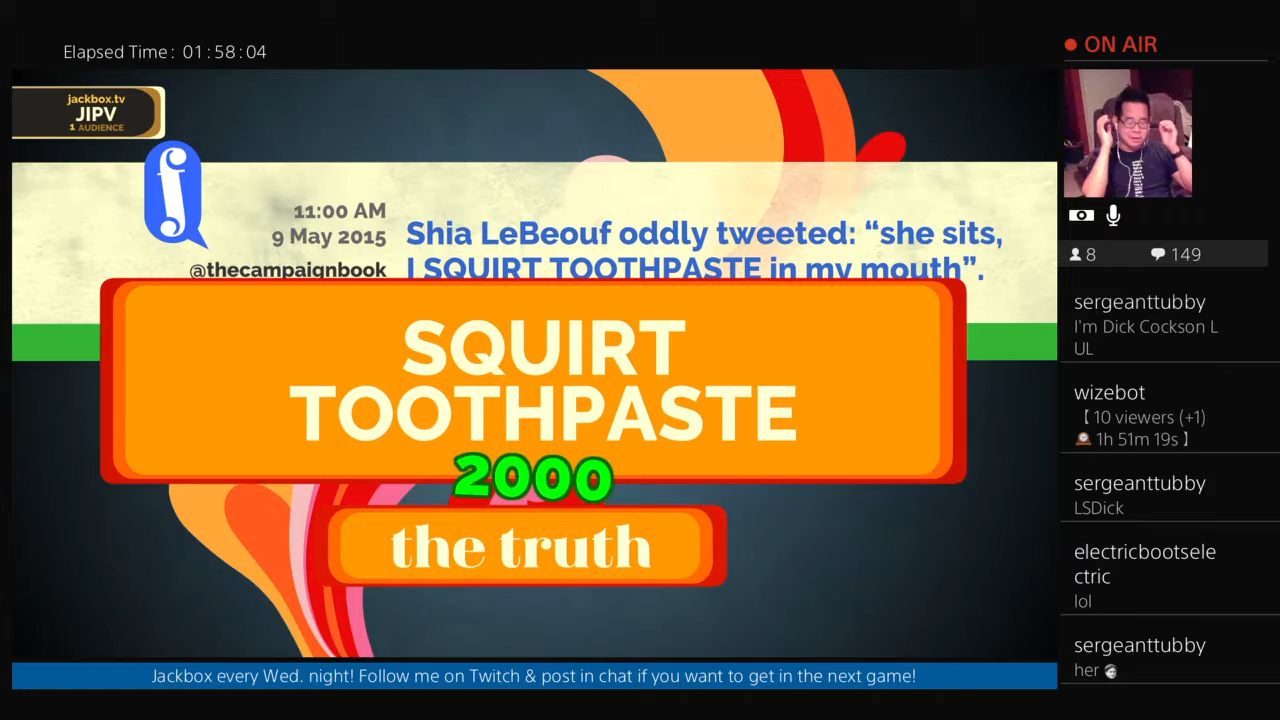 Elapsed Time: 01:58:04
ON AIR
jackbox.tv
JIPV
1 AUDIENCE
f
11:00 AM
9 May 2015
@thecampaignbook
Shia LeBeouf oddly tweeted: “she sits,
I SQUIRT TOOTHPASTE in my mouth”.
SQUIRT
TOOTHPASTE
2000
the truth
8
149
sergeanttubby
I'm Dick Cockson L
UL
wizebot
【 10 viewers (+1)
1h 51m 19s 】
sergeanttubby
LSDick
electricbootsele
ctric
lol
sergeanttubby
her
Jackbox every Wed. night! Follow me on Twitch & post in chat if you want to get in the next game!